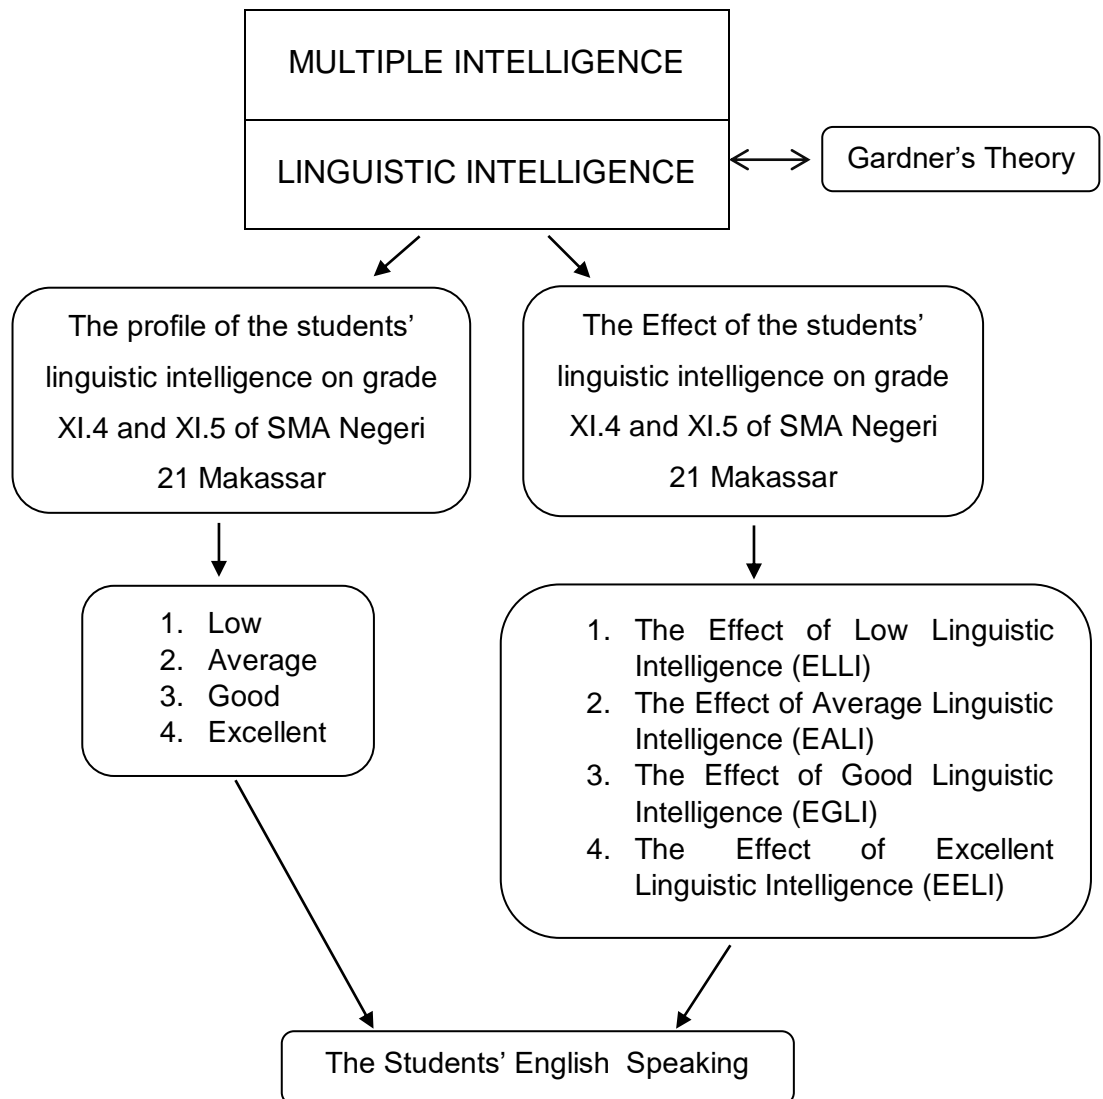 MULTIPLE INTELLIGENCE
LINGUISTIC INTELLIGENCE
Gardner’s Theory
The profile of the students’
linguistic intelligence on grade
XI.4 and XI.5 of SMA Negeri
21 Makassar
The Effect of the students’
linguistic intelligence on grade
XI.4 and XI.5 of SMA Negeri
21 Makassar
1. Low
2. Average
3. Good
4. Excellent
1. The Effect of Low Linguistic
Intelligence (ELLI)
2. The Effect of Average Linguistic
Intelligence (EALI)
3. The Effect of Good Linguistic
Intelligence (EGLI)
4. The Effect of Excellent
Linguistic Intelligence (EELI)
The Students’ English Speaking